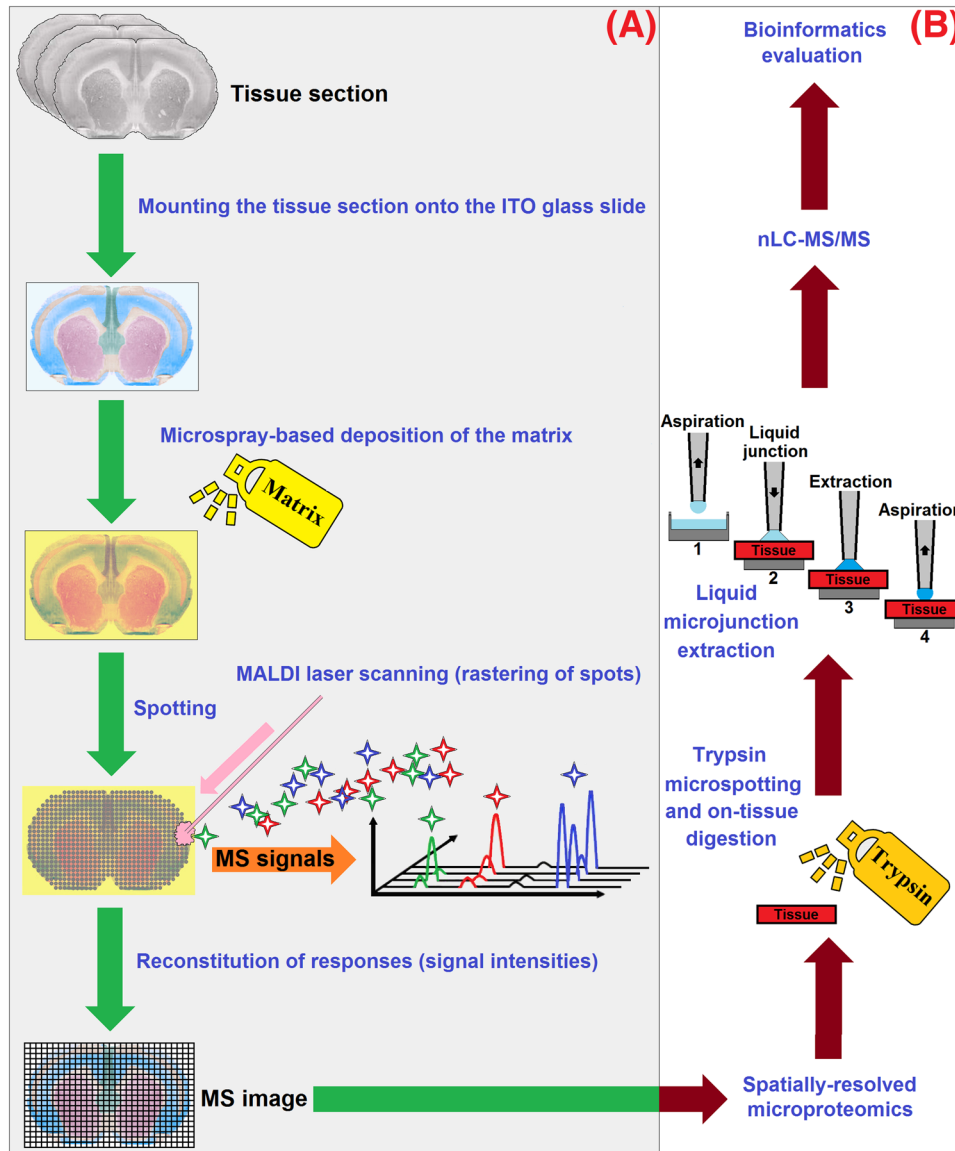 (A)
Tissue section
Mounting the tissue section onto the ITO glass slide
Microspray-based deposition of the matrix
Matrix
MALDI laser scanning (rastering of spots)
Spotting
MS signals
Reconstitution of responses (signal intensities)
MS image
(B)
Bioinformatics
evaluation
nLC-MS/MS
Aspiration
1
Liquid
junction
Tissue
2
Extraction
Tissue
3
Aspiration
Tissue
4
Liquid
microjunction
extraction
Trypsin
microspotting
and on-tissue
digestion
Trypsin
Tissue
Spatially-resolved
microproteomics